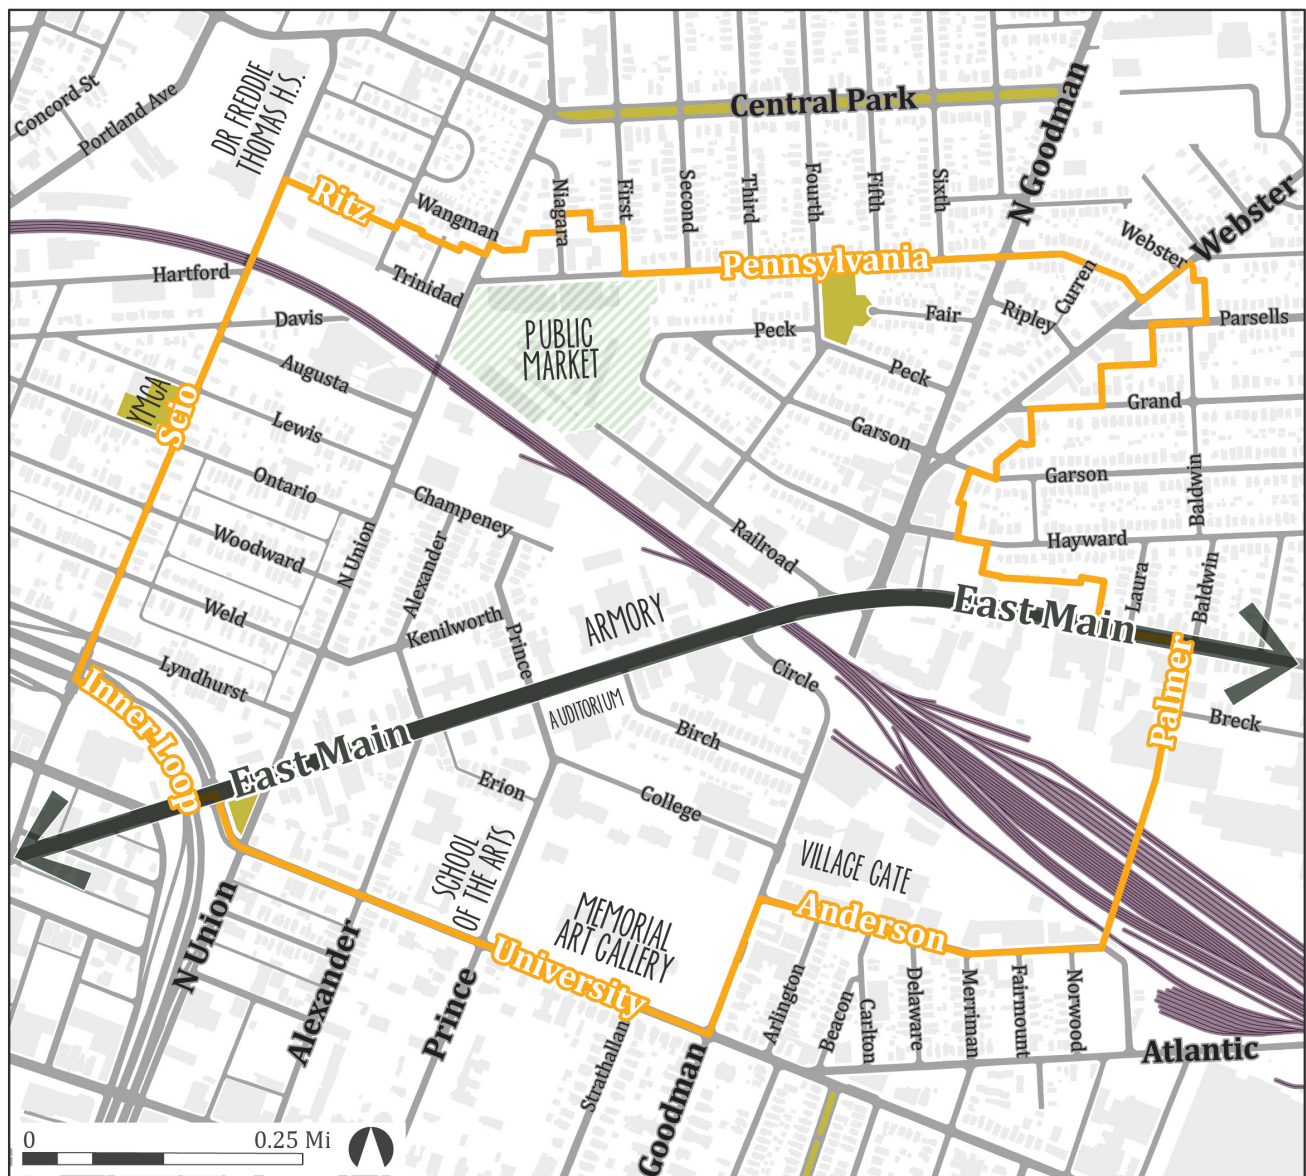 Concord St
Portland Ave
DR FREDDIE
THOMAS H.S.
Central Park
N Goodman
Ritz
Wangman
Niagara
First
Second
Third
Fourth
Fifth
Sixth
Webster
Webster
Hartford
Trinidad
Pennsylvania
Curren
Ripley
Fair
Parsells
Davis
PUBLIC
MARKET
Peck
Peck
Augusta
YMCA
Scio
Lewis
Grand
Garson
Garson
Ontario
Champeney
Baldwin
Woodward
N Union
Alexander
Railroad
Hayward
Laura
Baldwin
Weld
Kenilworth
Prince
ARMORY
East Main
Lyndhurst
Circle
Palmer
Inner Loop
AUDITORIUM
Birch
Breck
East Main
Erion
College
SCHOOL
OF THE ARTS
VILLAGE GATE
MEMORIAL
ART GALLERY
Anderson
N Union
Alexander
Prince
University
Strathallan
Goodman
Arlington
Beacon
Carlton
Delaware
Merriman
Fairmount
Norwood
Atlantic
0 0.25 Mi